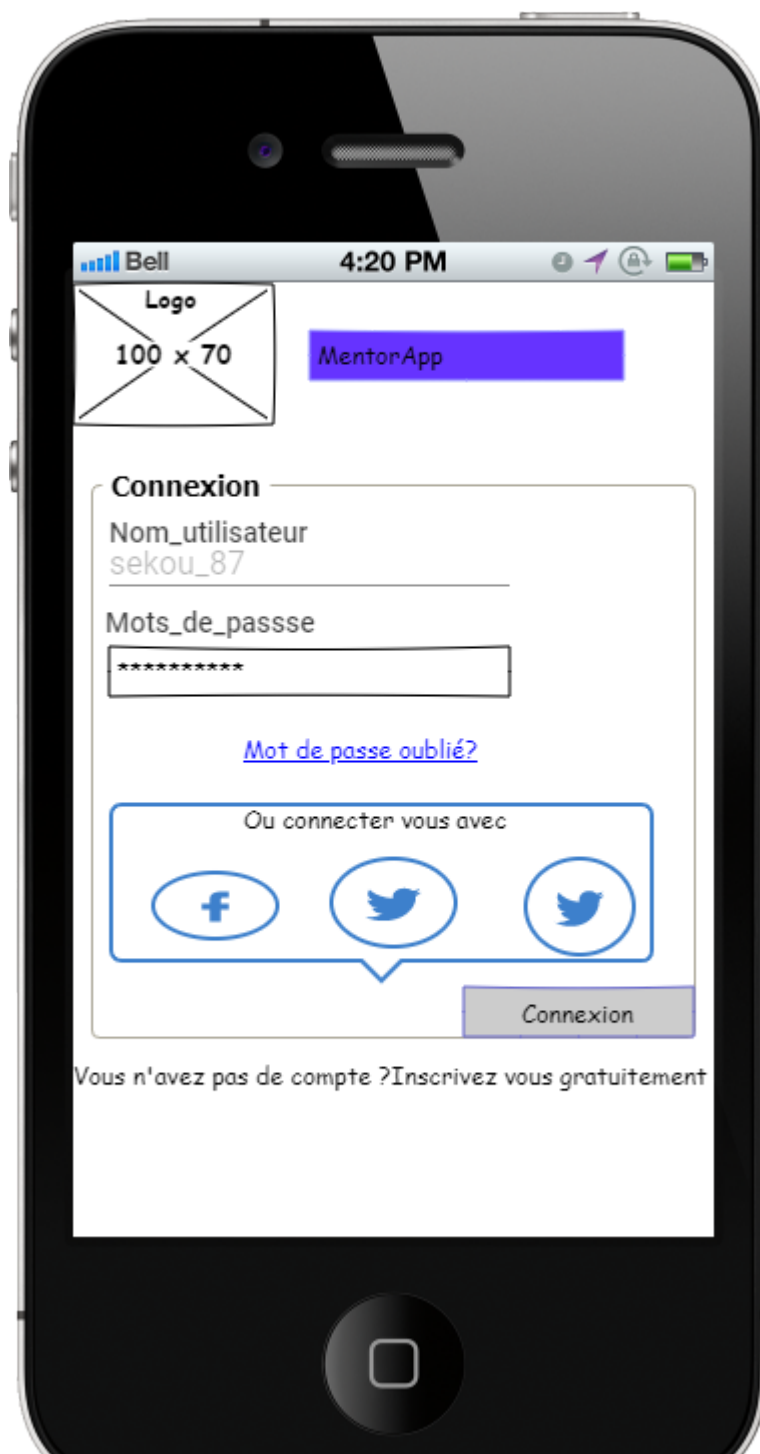 Bell 4:20 PM
Logo
100 x 70
MentorApp
Connexion
Nom_utilisateur
sekou_87
Mots_de_passse
**********
Mot de passe oublié?
Ou connecter vous avec
Connexion
Vous n'avez pas de compte ?Inscrivez vous gratuitement